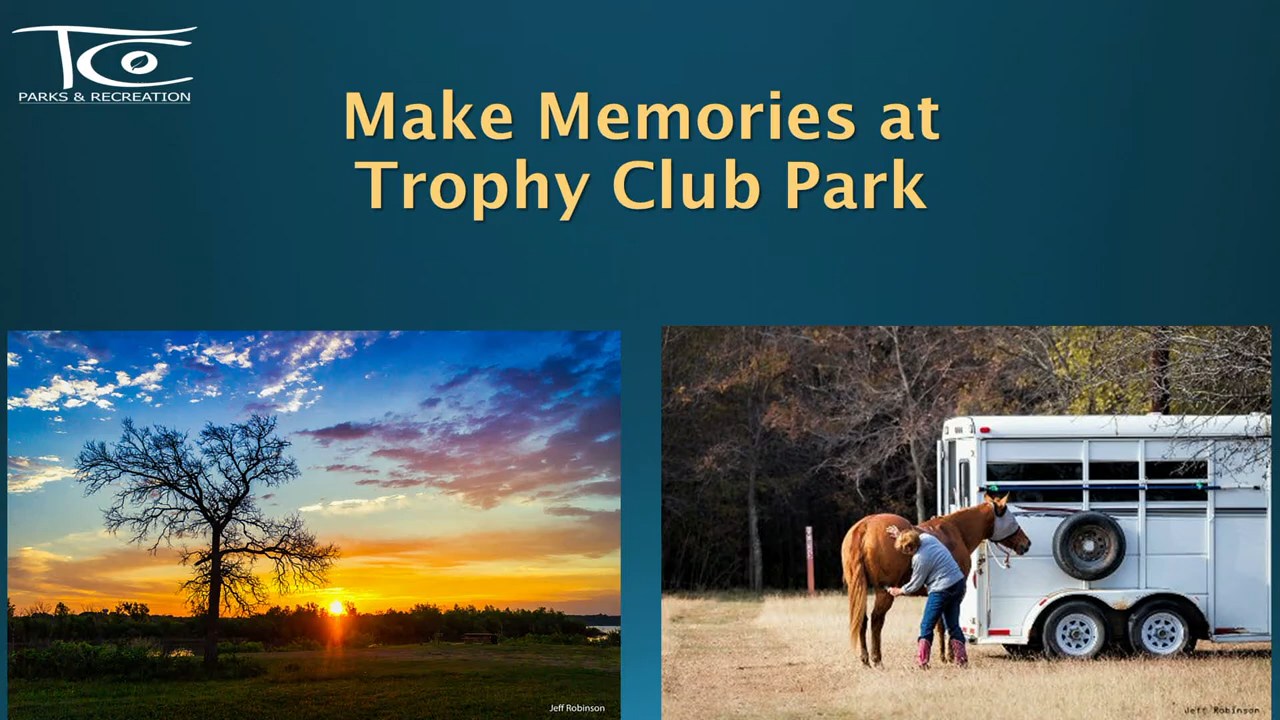 TC
PARKS & RECREATION
Make Memories at
Trophy Club Park
Jeff Robinson
Jeff Robinson